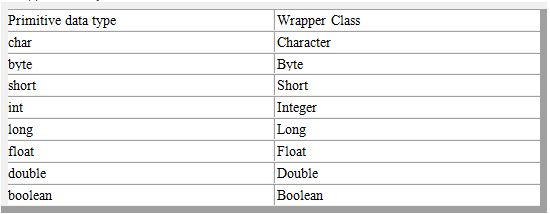 Primitive data type Wrapper Class
char Character
byte Byte
short Short
int Integer
long Long
float Float
double Double
boolean Boolean